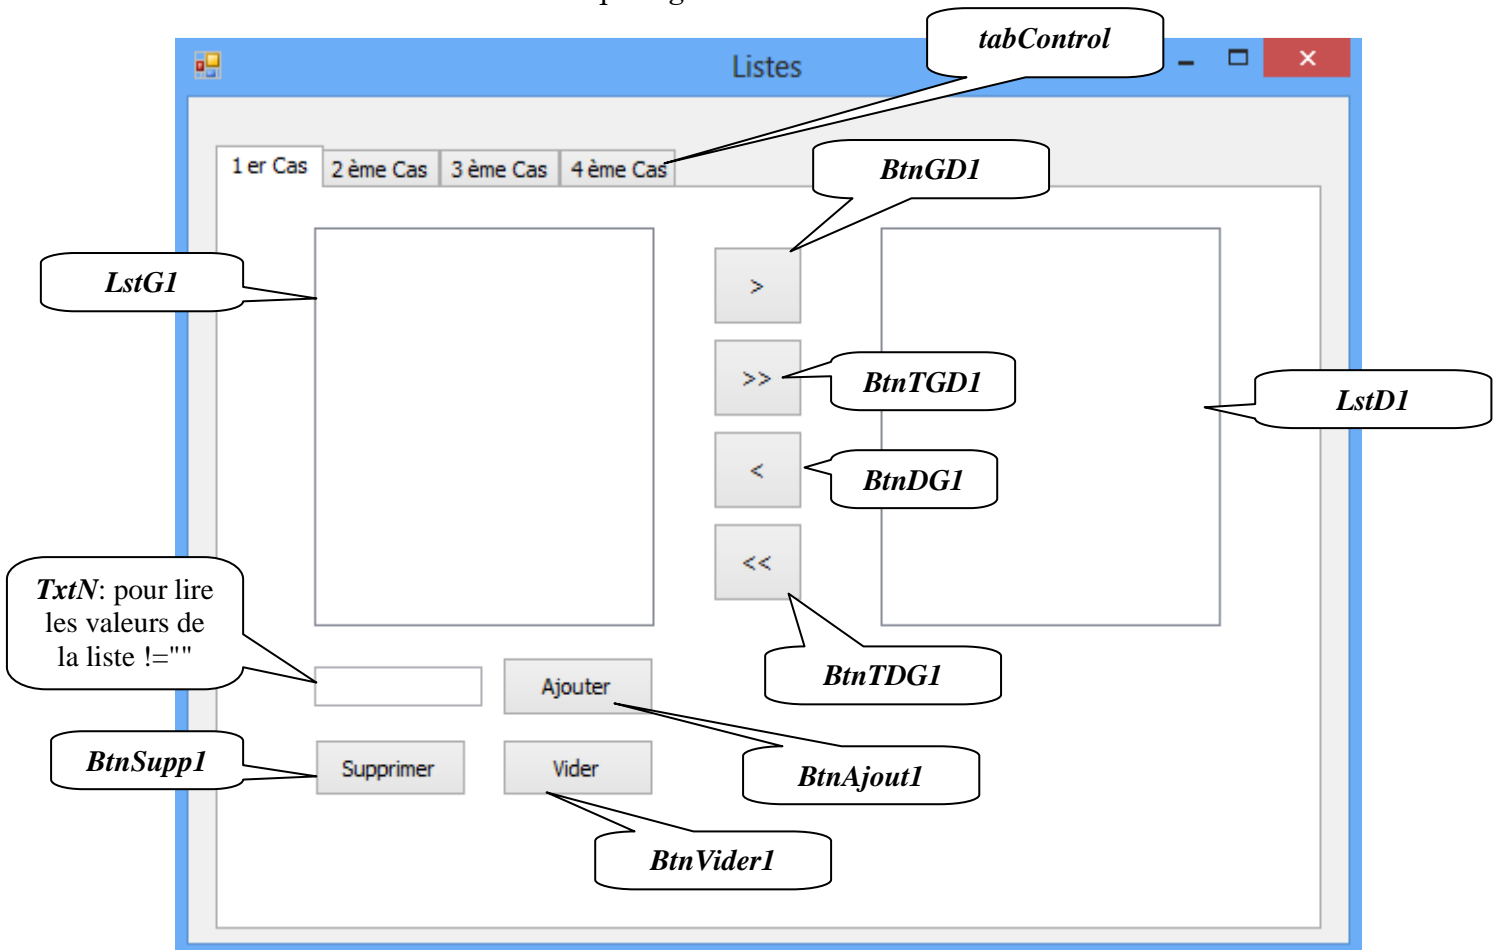 tabControl
Listes
1 er Cas
2 ème Cas
3 ème Cas
4 ème Cas
BtnGD1
LstG1
>
>>
BtnTGD1
LstD1
<
BtnDG1
<<
TxtN: pour lire
les valeurs de
la liste !=""
BtnTDG1
Ajouter
BtnSupp1
Supprimer
Vider
BtnAjout1
BtnVider1